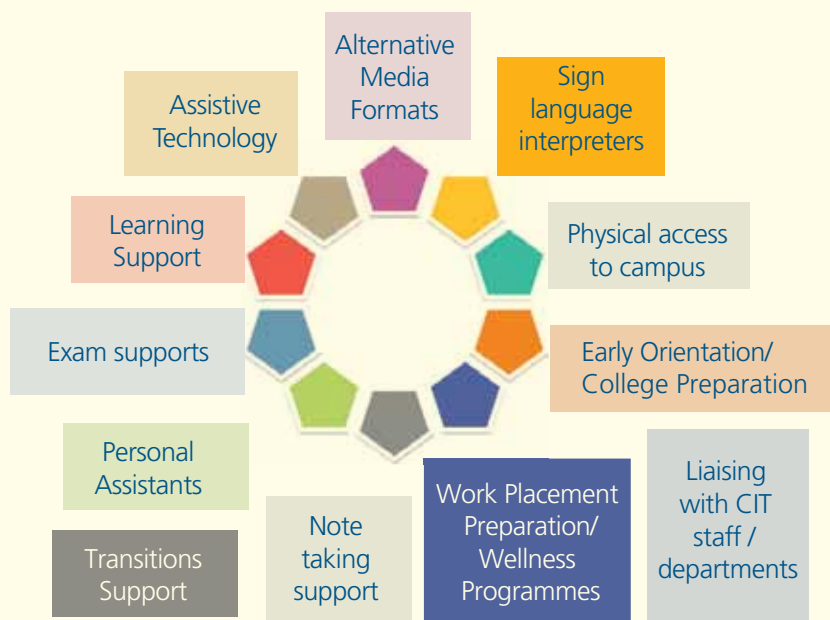 Alternative
Media
Formats
Sign
language
interpreters
Assistive
Technology
Learning
Support
Physical access
to campus
Exam supports
Early Orientation/
College Preparation
Personal
Assistants
Liaising
with CIT
staff /
departments
Work Placement
Preparation/
Wellness
Programmes
Note
taking
support
Transitions
Support